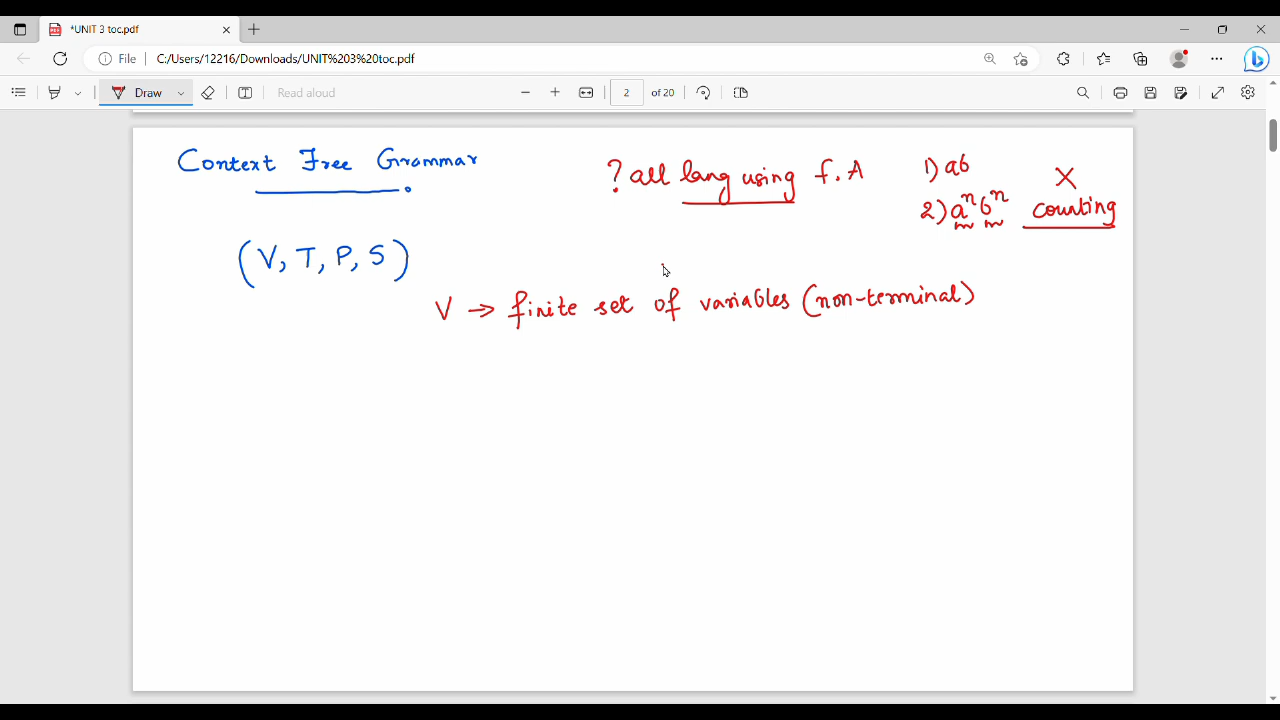 *UNIT 3 toc.pdf
File C:/Users/12216/Downloads/UNIT%203%20toc.pdf
Draw Read aloud 2 of 20
Context Free Grammar
? all lang using f.A
1) ab
2) aⁿbⁿ
X
counting
(V, T, P, S)
V → finite set of variables (non-terminal)